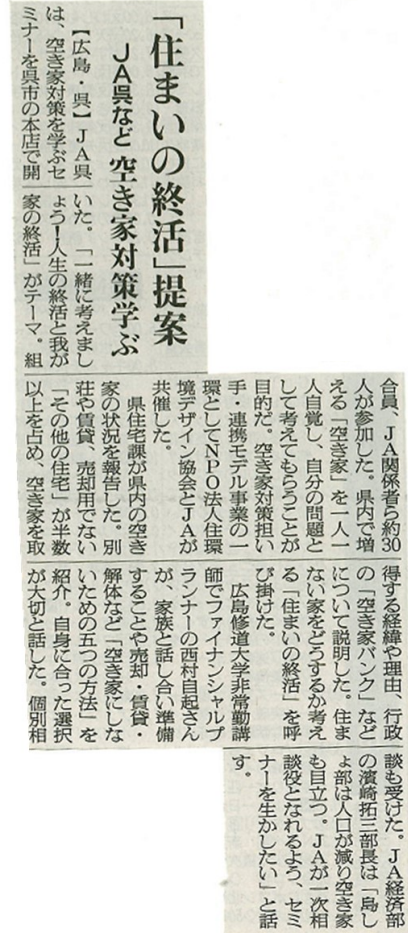 「住まいの終活」提案
JA呉など 空き家対策学ぶ
【広島・呉】JA呉
は、空き家対策を学ぶセ
ミナーを呉市の本店で開
いた。「一緒に考えまし
ょう!人生の終活と我が
家の終活」がテーマ。組
合員、JA関係者ら約30
人が参加した。県内で増
える「空き家」を一人一
人自覚し、自分の問題と
して考えてもらうことが
目的だ。空き家対策担い
手・連携モデル事業の一
環としてNPO法人住環
境デザイン協会とJAが
共催した。
県住宅課が県内の空き
家の状況を報告した。別
荘や賃貸、売却用でない
「その他の住宅」が半数
以上を占め、空き家を取
得する経緯や理由、行政
の「空き家バンク」など
について説明した。住ま
ない家をどうするか考え
る「住まいの終活」を呼
び掛けた。
広島修道大学非常勤講
師でファイナンシャルプ
ランナーの西村自起さん
が、家族と話し合い準備
することや売却・賃貸・
解体など「空き家にしな
いための五つの方法」を
紹介。自身に合った選択
が大切と話した。個別相
談も受けた。JA経済部
の濱崎拓三部長は「島し
ょ部は人口が減り空き家
も目立つ。JAが一次相
談役となれるよう、セミ
ナーを生かしたい」と話
す。